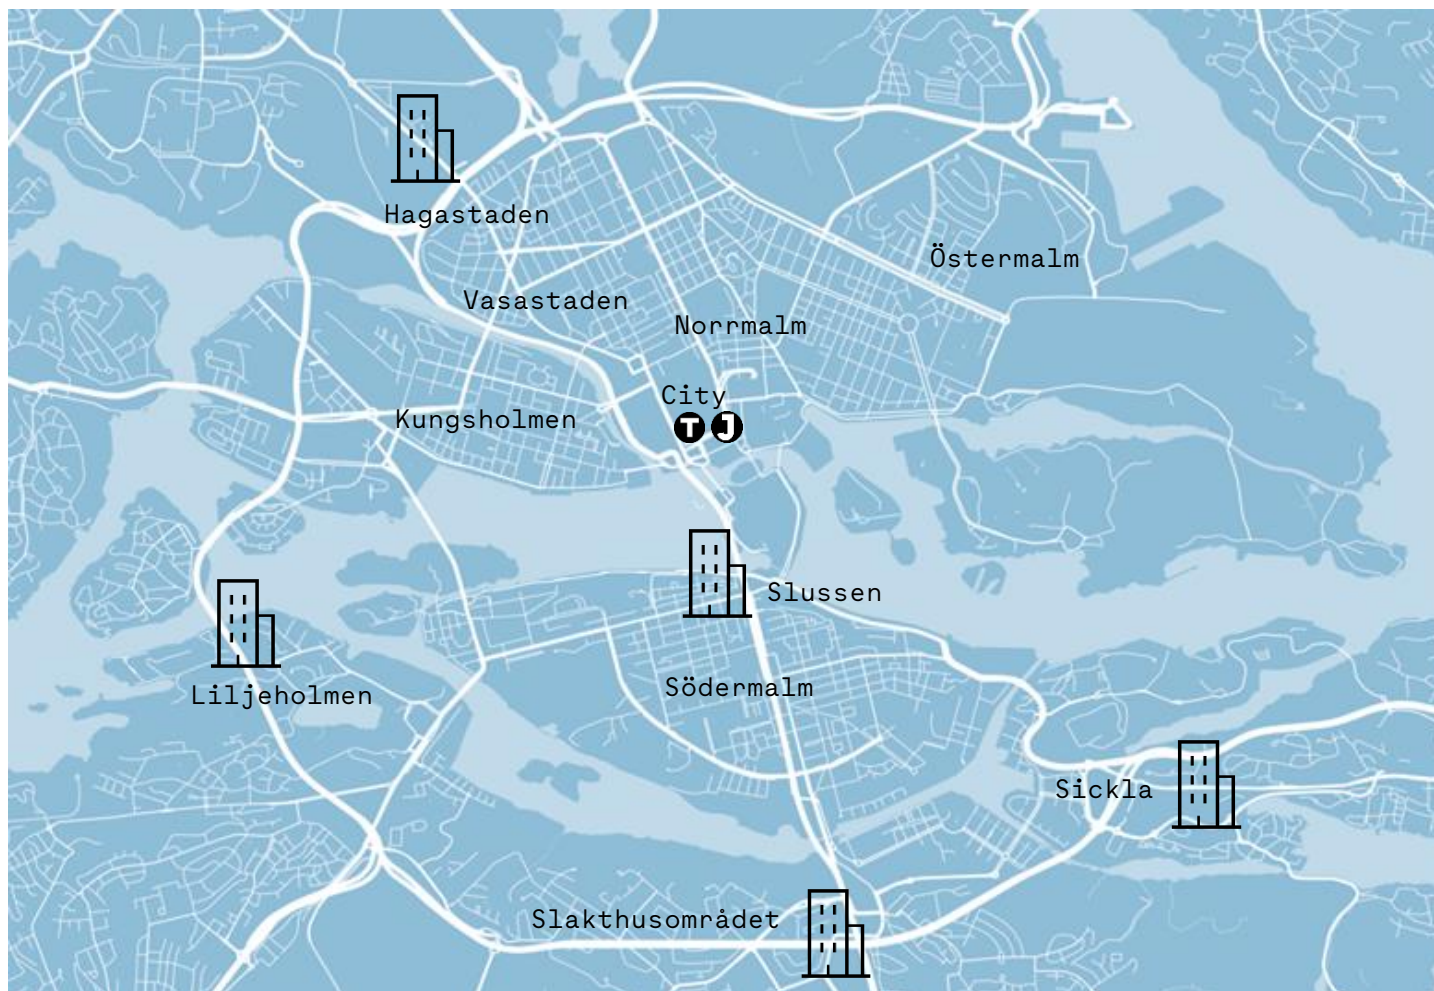 Hagastaden
Östermalm
Vasastaden
Norrmalm
City
Kungsholmen
T J
Slussen
Södermalm
Liljeholmen
Sickla
Slakthusområdet